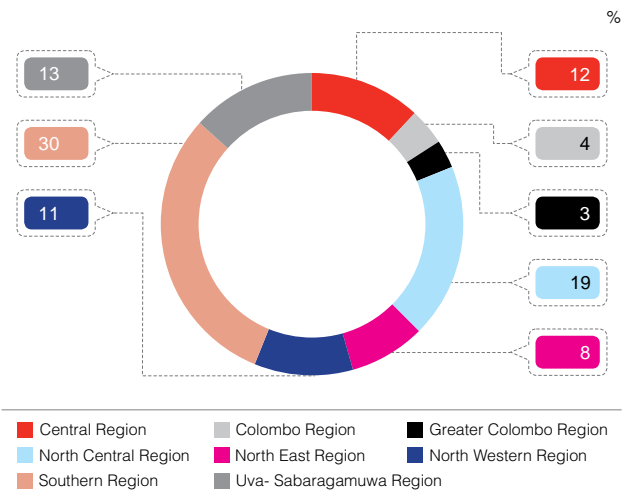 %
13
12
30
4
11
3
19
8
Central Region
Colombo Region
Greater Colombo Region
North Central Region
North East Region
North Western Region
Southern Region
Uva- Sabaragamuwa Region